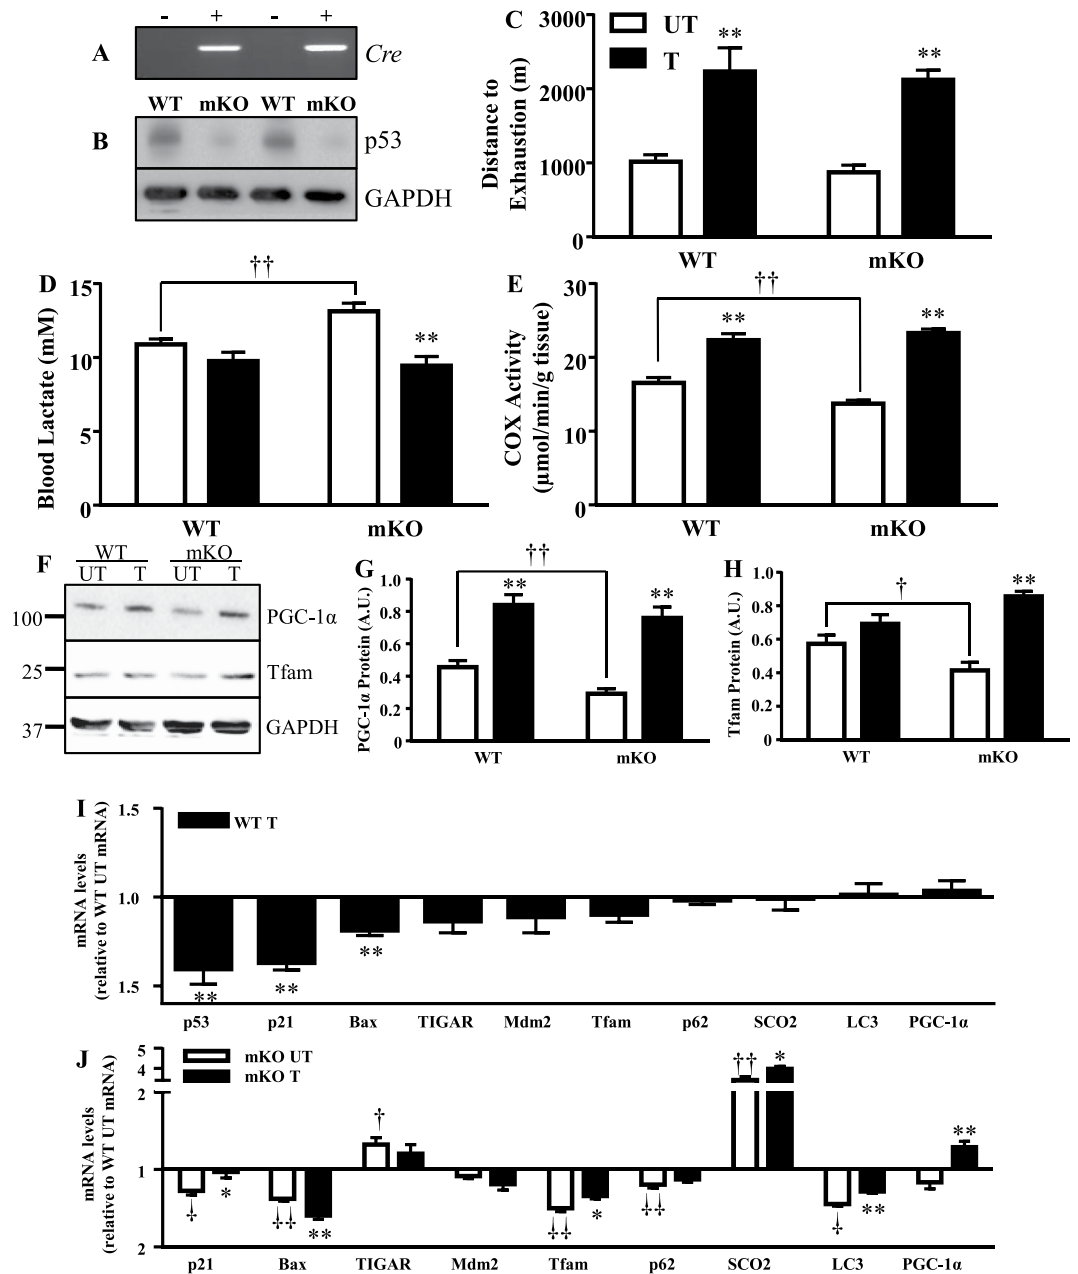 - + - +
A Cre
WT mKO WT mKO
B p53
GAPDH
C
UT
T
Distance to
Exhaustion (m)
3000
2000
1000
0
** **
WT mKO
D
††
Blood Lactate (mM)
15
10
5
0
**
WT mKO
E
††
COX Activity
(µmol/min/g tissue)
30
20
10
0
** **
WT mKO
F
WT mKO
UT T UT T
100 PGC-1α
25 Tfam
37 GAPDH
G
††
PGC-1α Protein (A.U.)
1.0
0.8
0.6
0.4
0.2
0
** **
WT mKO
H
†
Tfam Protein (A.U.)
1.0
0.8
0.6
0.4
0.2
0
**
WT mKO
I
WT T
mRNA levels
(relative to WT UT mRNA)
1.5
1.0
1.5
** ** **
p53 p21 Bax TIGAR Mdm2 Tfam p62 SCO2 LC3 PGC-1α
J
mKO UT
mKO T
mRNA levels
(relative to WT UT mRNA)
5
4
2
1
2
†† *
†
**
‡ * ‡‡ ** ‡‡ * ‡‡ ‡ **
p21 Bax TIGAR Mdm2 Tfam p62 SCO2 LC3 PGC-1α